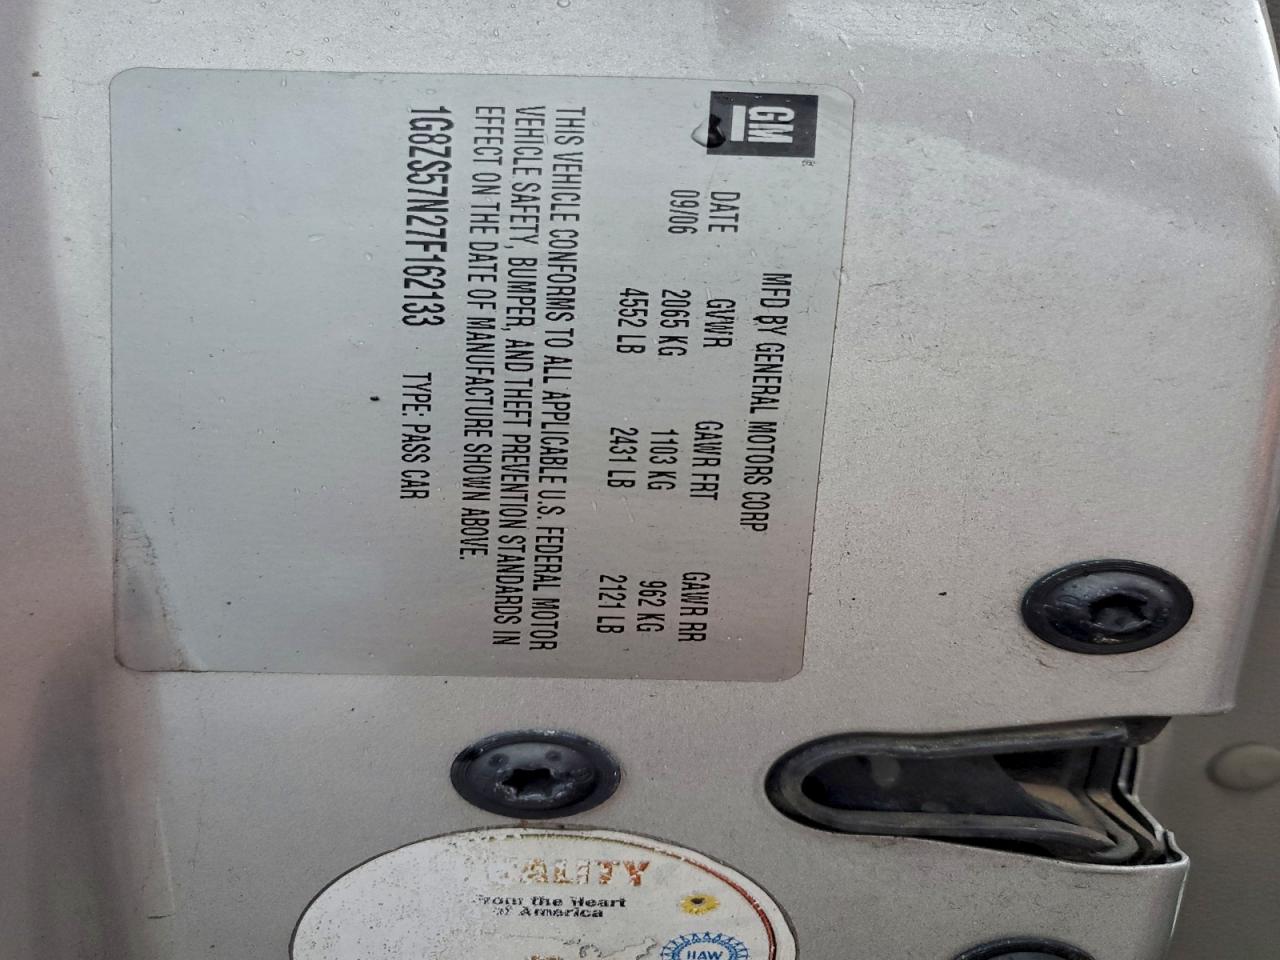 GM
MFD BY GENERAL MOTORS CORP
DATE GVWR GAWR FRT GAWR RR
09/06 2065 KG 1103 KG 962 KG
4552 LB 2431 LB 2121 LB
THIS VEHICLE CONFORMS TO ALL APPLICABLE U.S. FEDERAL MOTOR
VEHICLE SAFETY, BUMPER, AND THEFT PREVENTION STANDARDS IN
EFFECT ON THE DATE OF MANUFACTURE SHOWN ABOVE.
1G8ZS57N27F162133 TYPE: PASS CAR
the Heart
America
UAW